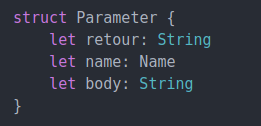 struct Parameter {
    let retour: String
    let name: Name
    let body: String
}